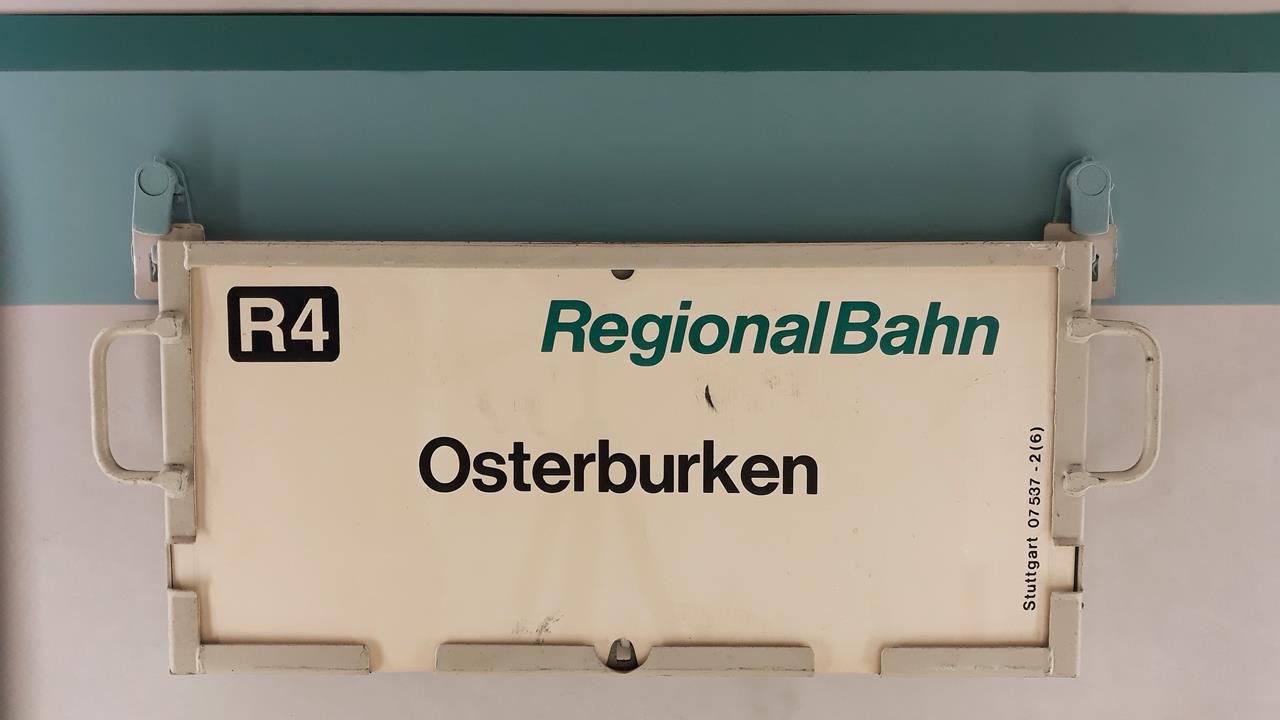 R4
RegionalBahn
Osterburken
Stuttgart 07 537 - 2 (6)